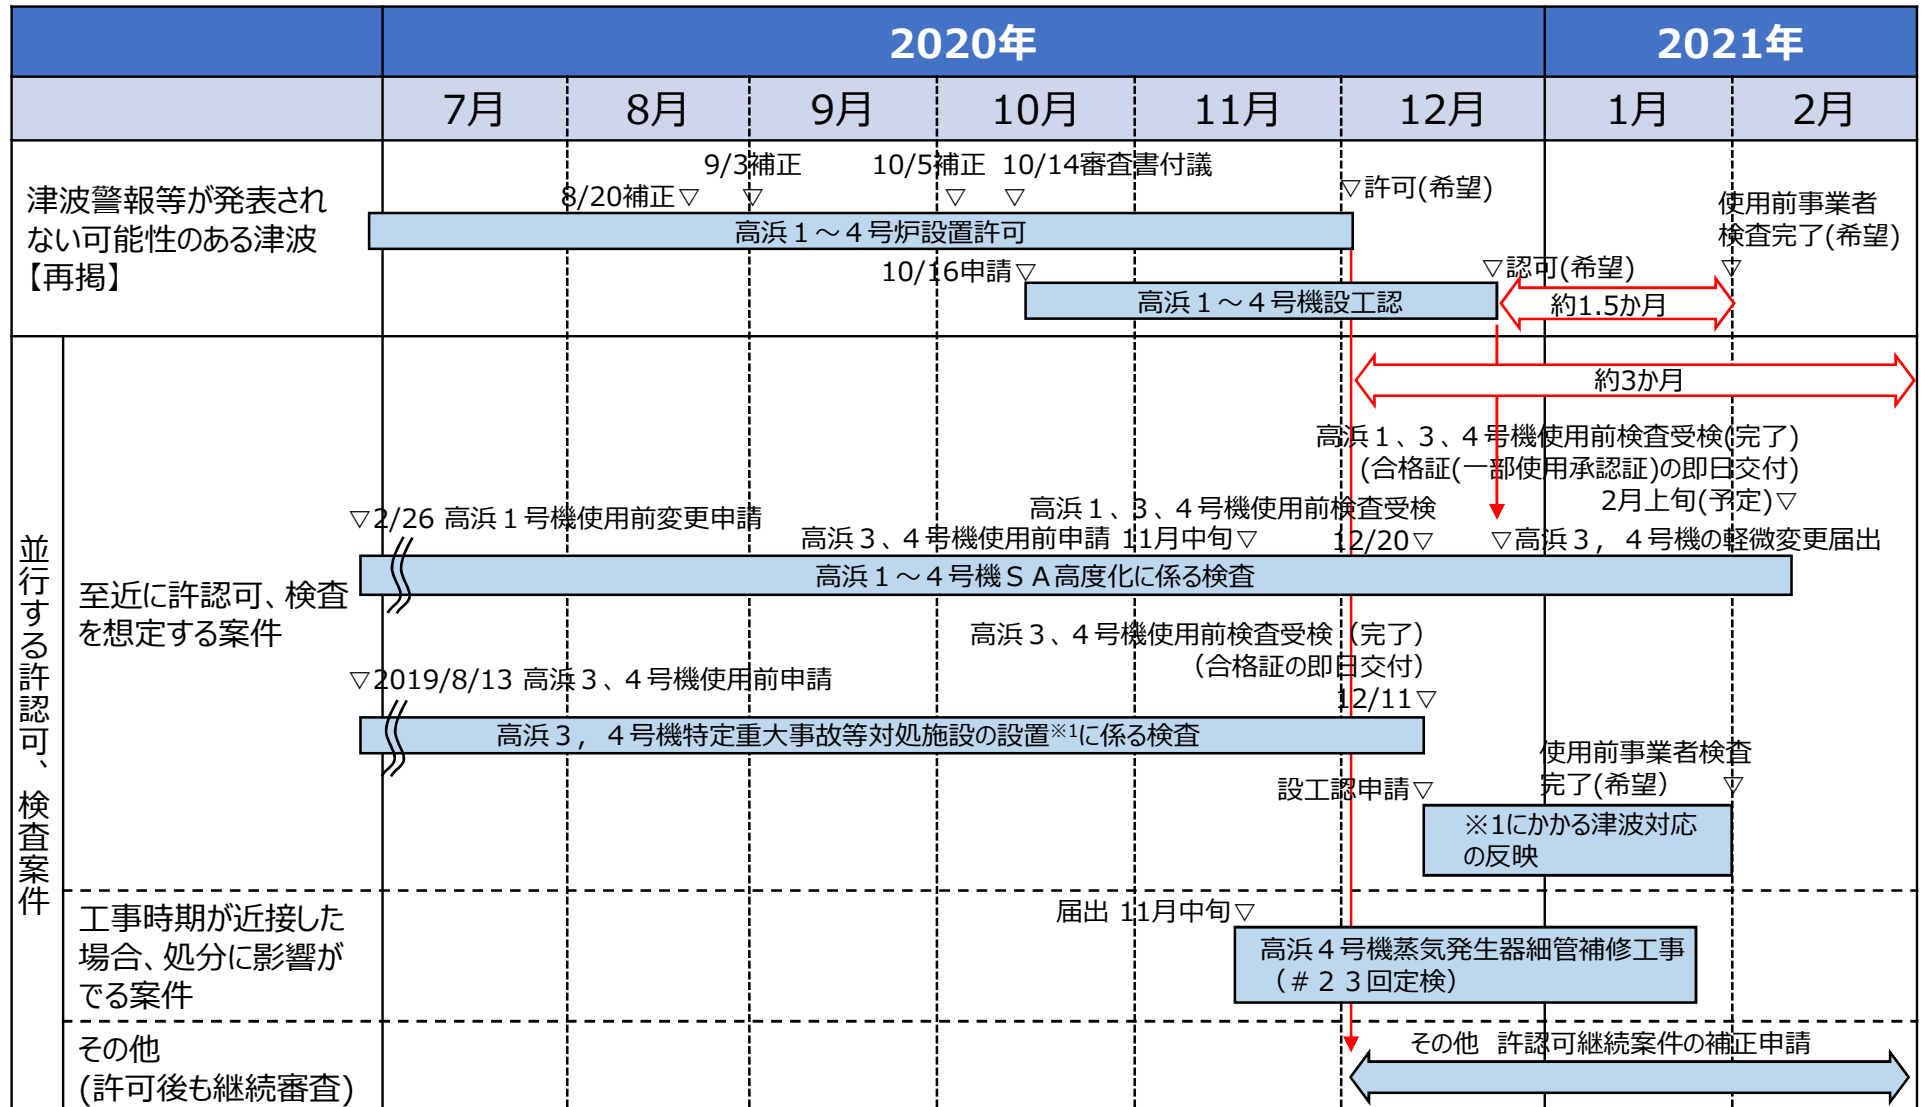 2020年
2021年
7月
8月
9月
10月
11月
12月
1月
2月
津波警報等が発表され
ない可能性のある津波
【再掲】
9/3補正
10/5補正
10/14審査書付議
8/20補正▽
▽
▽
▽
▽許可(希望)
使用前事業者
検査完了(希望)
▽
高浜１～４号炉設置許可
10/16申請▽
▽認可(希望)
高浜１～４号機設工認
約1.5か月
並行する許認可、検査案件
至近に許認可、検査
を想定する案件
約3か月
高浜１、３、４号機使用前検査受検(完了)
(合格証(一部使用承認証)の即日交付)
2月上旬(予定)▽
▽2/26 高浜１号機使用前変更申請
高浜１、３、４号機使用前検査受検
12/20▽
高浜３、４号機使用前申請 11月中旬▽
▽高浜３，４号機の軽微変更届出
高浜１～４号機ＳＡ高度化に係る検査
高浜３、４号機使用前検査受検（完了）
（合格証の即日交付）
12/11▽
▽2019/8/13 高浜３、４号機使用前申請
高浜３，４号機特定重大事故等対処施設の設置※1に係る検査
設工認申請▽
使用前事業者検査
完了(希望）
▽
※1にかかる津波対応
の反映
工事時期が近接した
場合、処分に影響が
でる案件
届出 11月中旬▽
高浜４号機蒸気発生器細管補修工事
（＃２３回定検）
その他
(許可後も継続審査)
その他　許認可継続案件の補正申請